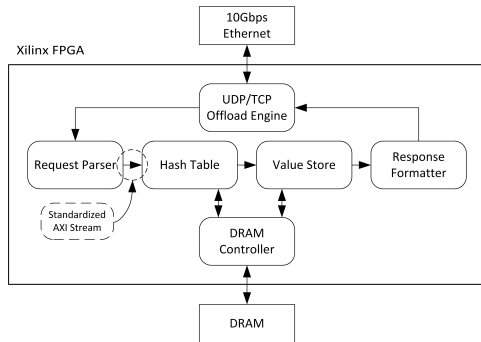 10Gbps
Ethernet
Xilinx FPGA
UDP/TCP
Offload Engine
Request Parser
Hash Table
Value Store
Response
Formatter
Standardized
AXI Stream
DRAM
Controller
DRAM